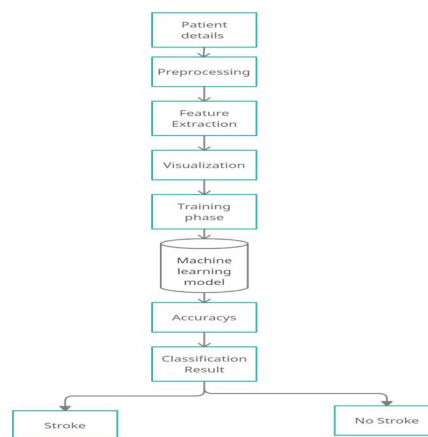 Patient
details
Preprocessing
Feature
Extraction
Visualization
Training
phase
Machine
learning
model
Accuracys
Classification
Result
Stroke
No Stroke